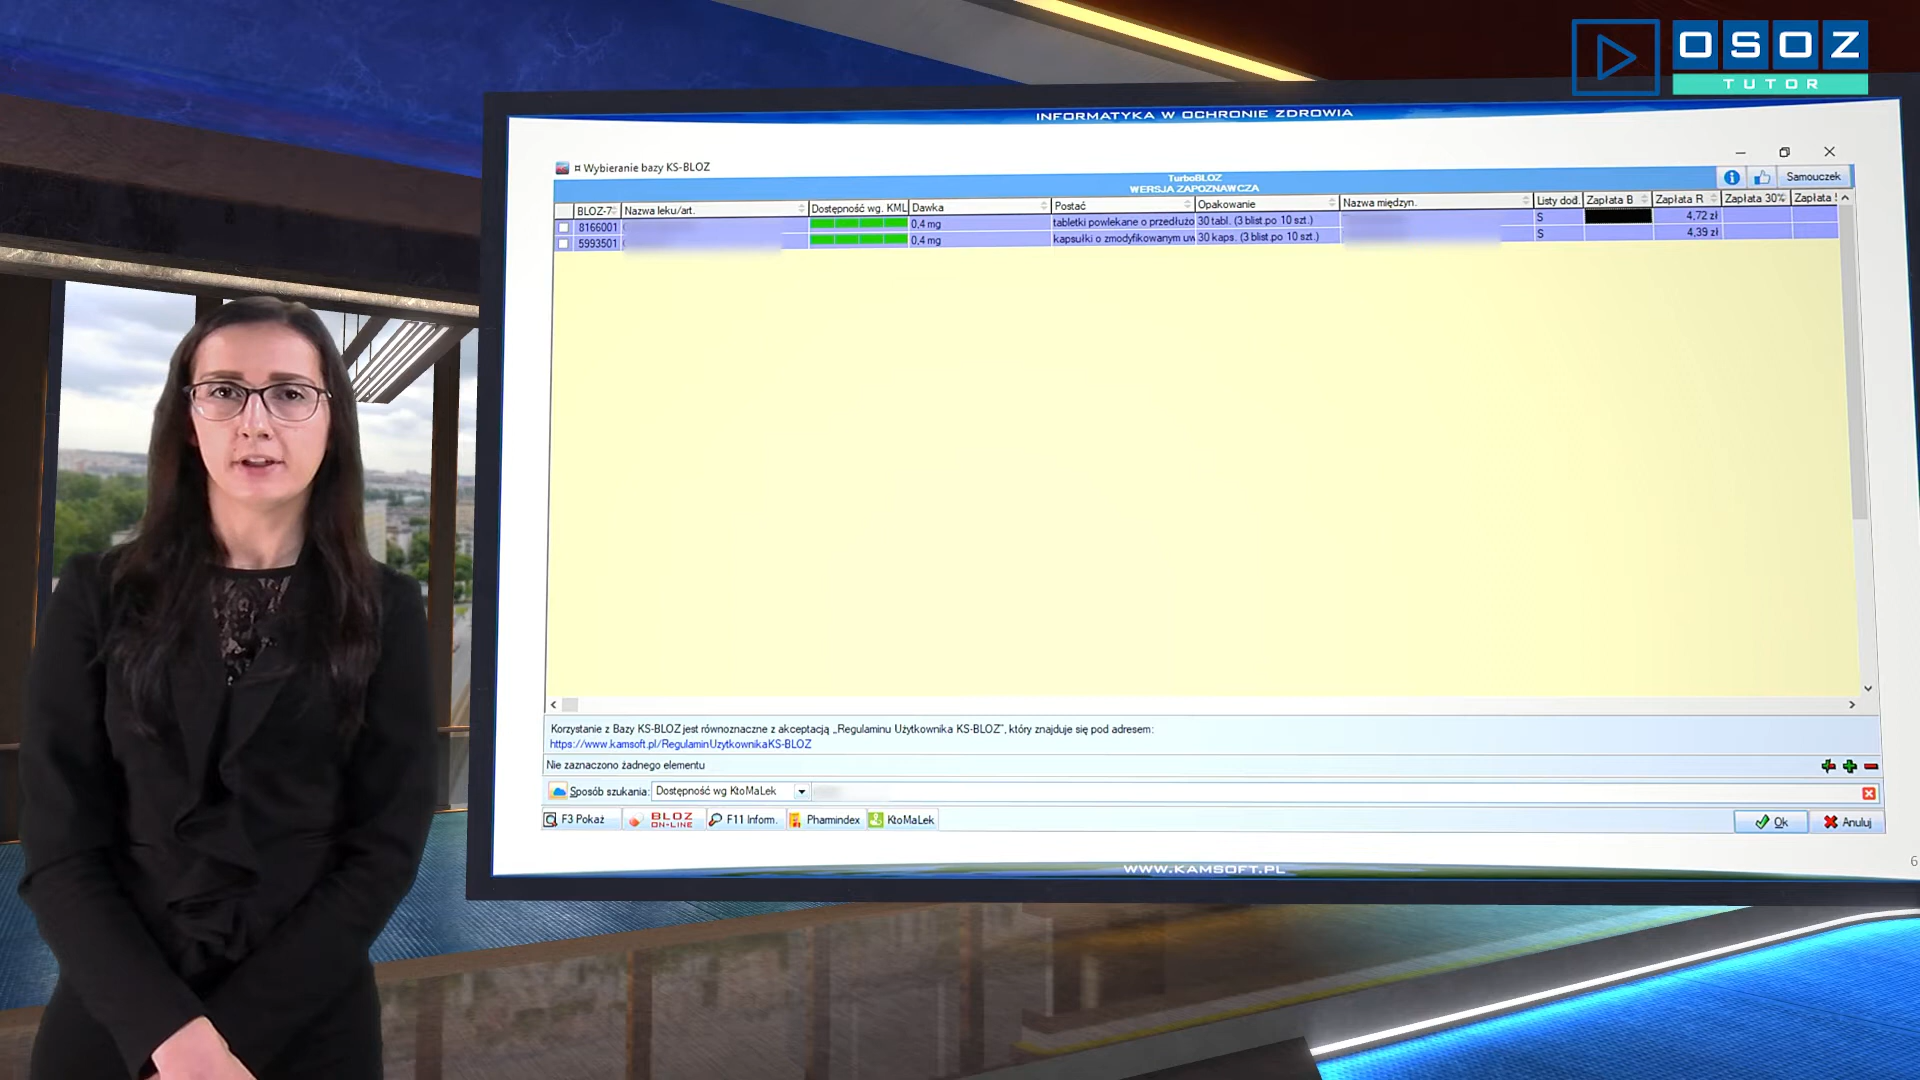 OSOZ
TUTOR
INFORMATYKA W OCHRONIE ZDROWIA
¤ Wybieranie bazy KS-BLOZ
TurboBLOZ
WERSJA ZAPOZNAWCZA
Samouczek
BLOZ-7 Nazwa leku/art. Dostępność wg. KML Dawka Postać Opakowanie Nazwa międzyn. Listy dod. Zapłata B Zapłata R Zapłata 30% Zapłata
8166001 0,4 mg tabletki powlekane o przedłużo 30 tabl. (3 blist.po 10 szt.) S 4,72 zł
5993501 0,4 mg kapsułki o zmodyfikowanym uw 30 kaps. (3 blist.po 10 szt.) S 4,39 zł
Korzystanie z Bazy KS-BLOZ jest równoznaczne z akceptacją „Regulaminu Użytkownika KS-BLOZ", który znajduje się pod adresem:
https://www.kamsoft.pl/RegulaminUzytkownikaKS-BLOZ
Nie zaznaczono żadnego elementu
Sposób szukania: Dostępność wg KtoMaLek
F3 Pokaż BLOZ ON-LINE F11 Inform. Pharmindex KtoMaLek Ok Anuluj
WWW.KAMSOFT.PL
6